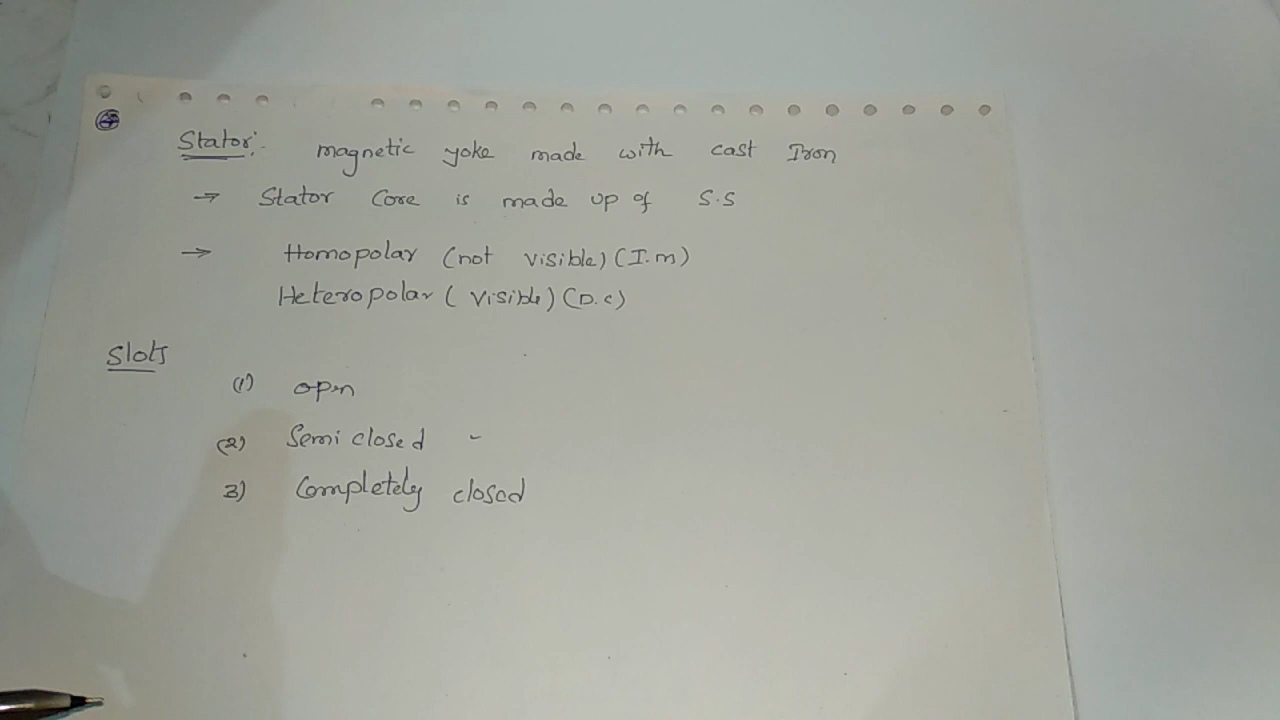 Stator:- magnetic yoke made with cast Iron
→ Stator Core is made up of S.S
→ Homopolar (not visible) (I.m)
Heteropolar (visible) (D.c)
Slots
(1) open
(2) Semi closed -
3) Completely closed